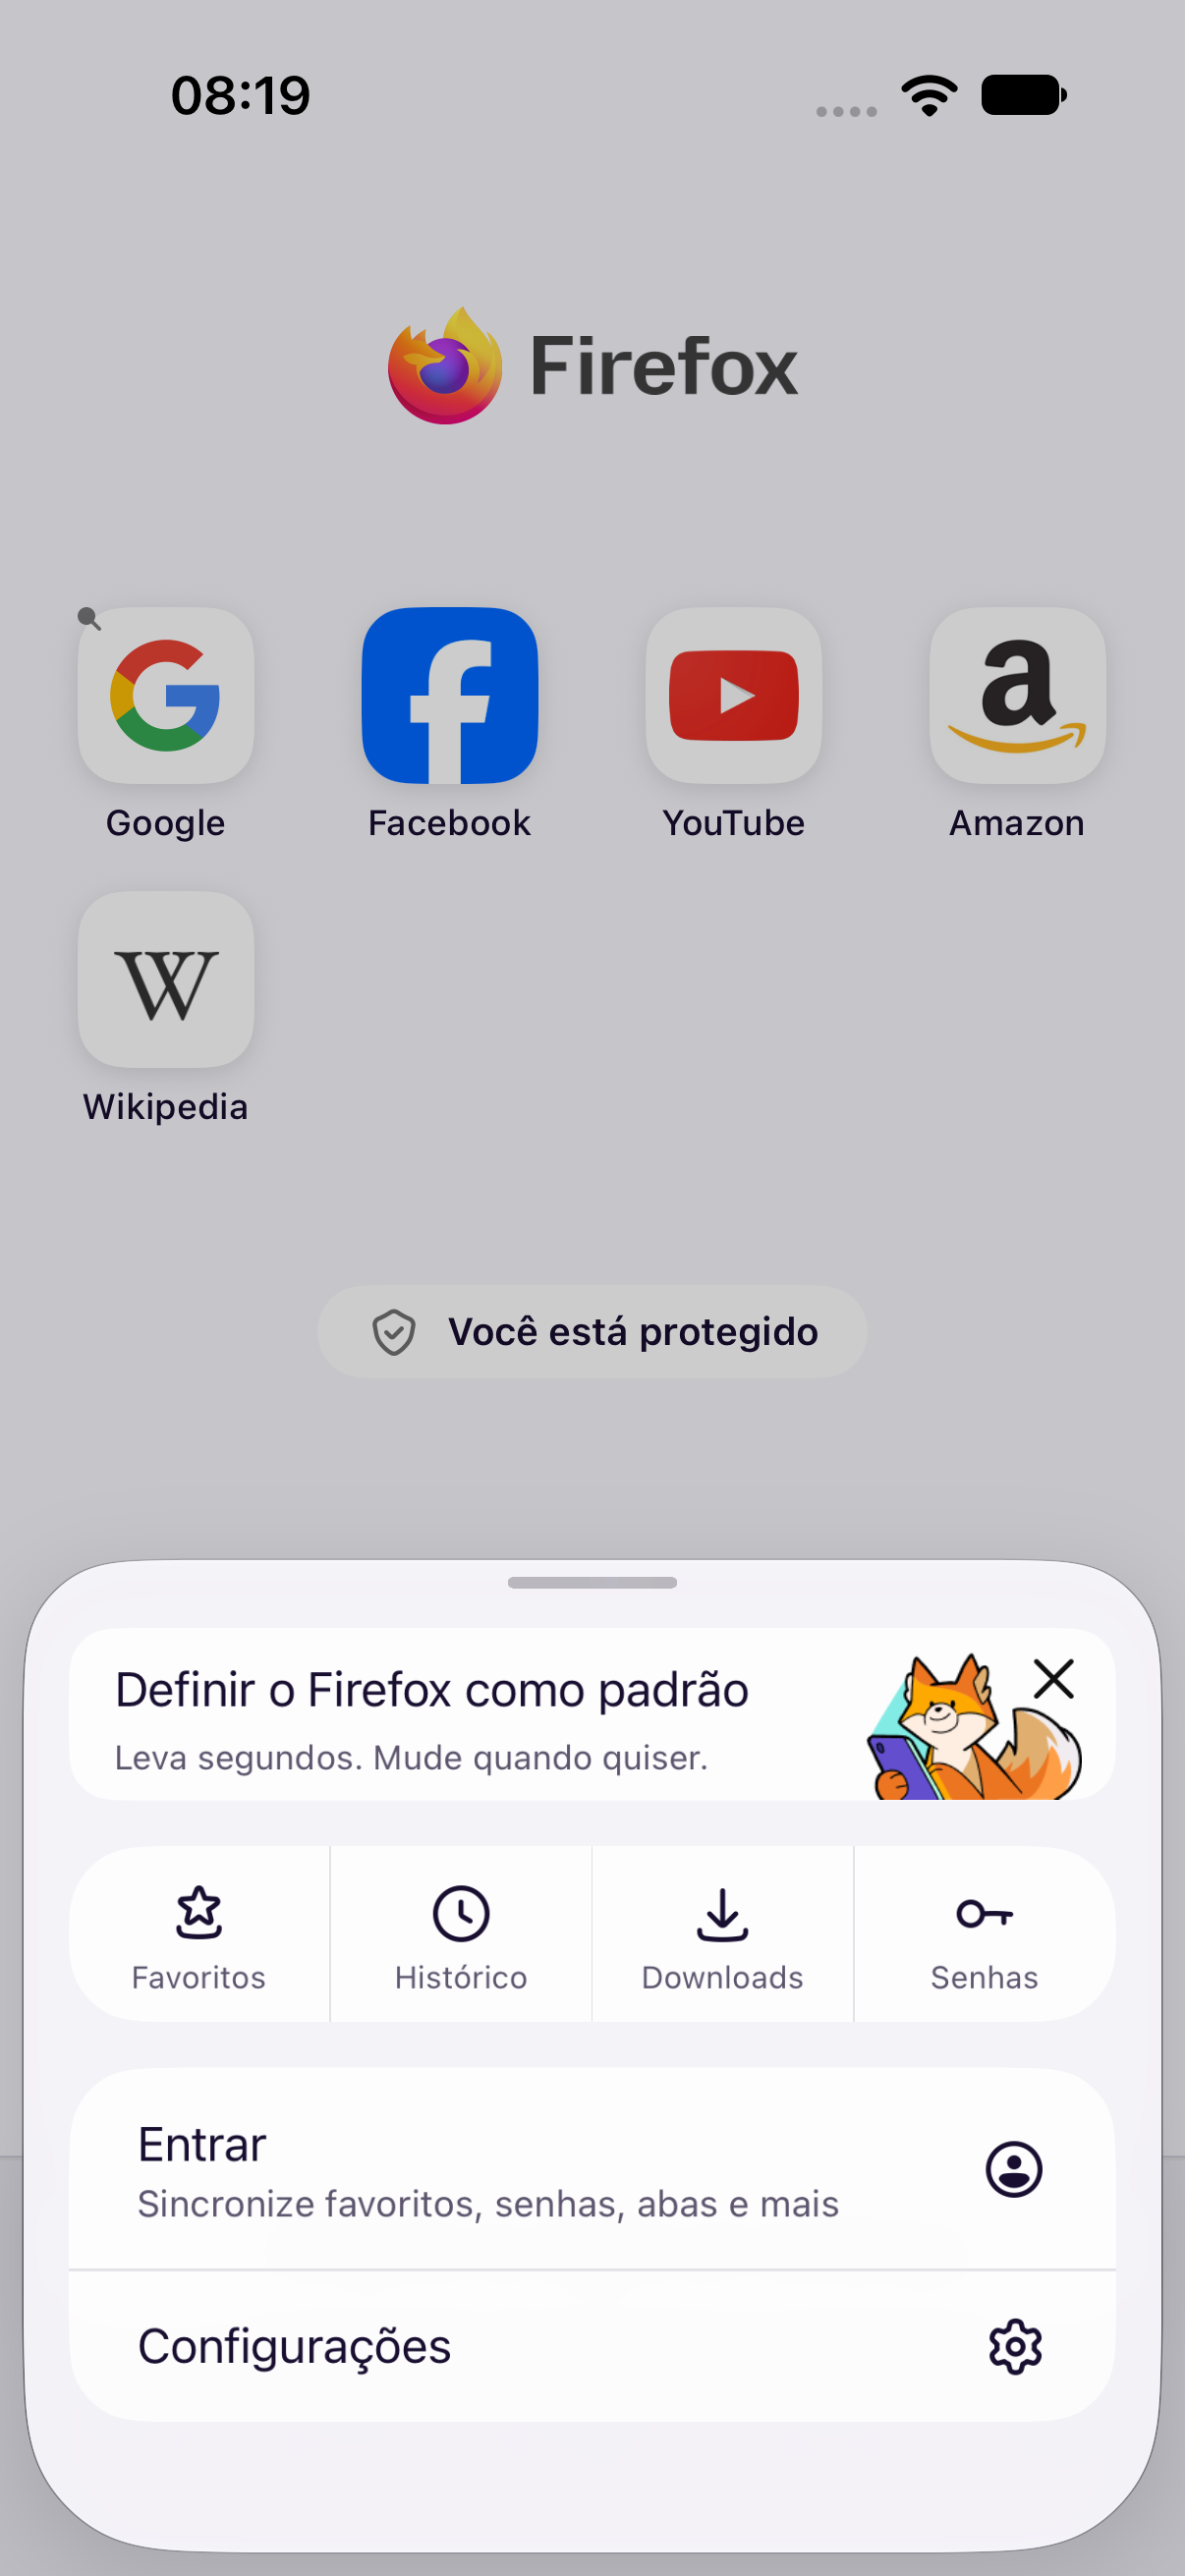 08:19
Firefox
Google
Facebook
YouTube
Amazon
Wikipedia
Você está protegido
Definir o Firefox como padrão
Leva segundos. Mude quando quiser.
Favoritos
Histórico
Downloads
Senhas
Entrar
Sincronize favoritos, senhas, abas e mais
Configurações